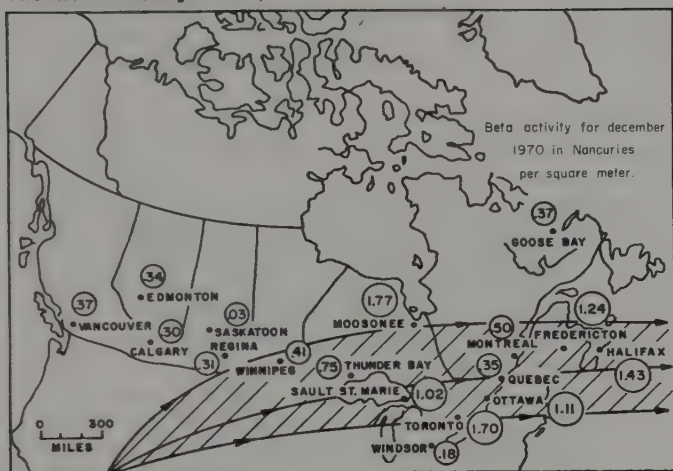 Beta activity for december
1970 in Nancuries
per square meter.
.37
GOOSE BAY
.34
EDMONTON
.37
VANCOUVER
.30
CALGARY
.03
SASKATOON
REGINA
.31
WINNIPEG
.41
1.77
MOOSONEE
.75
THUNDER BAY
SAULT ST. MARIE
1.02
.50
MONTREAL
1.24
FREDERICTON
HALIFAX
.35
QUEBEC
1.43
OTTAWA
1.11
TORONTO
1.70
WINDSOR
.18
0 300
MILES